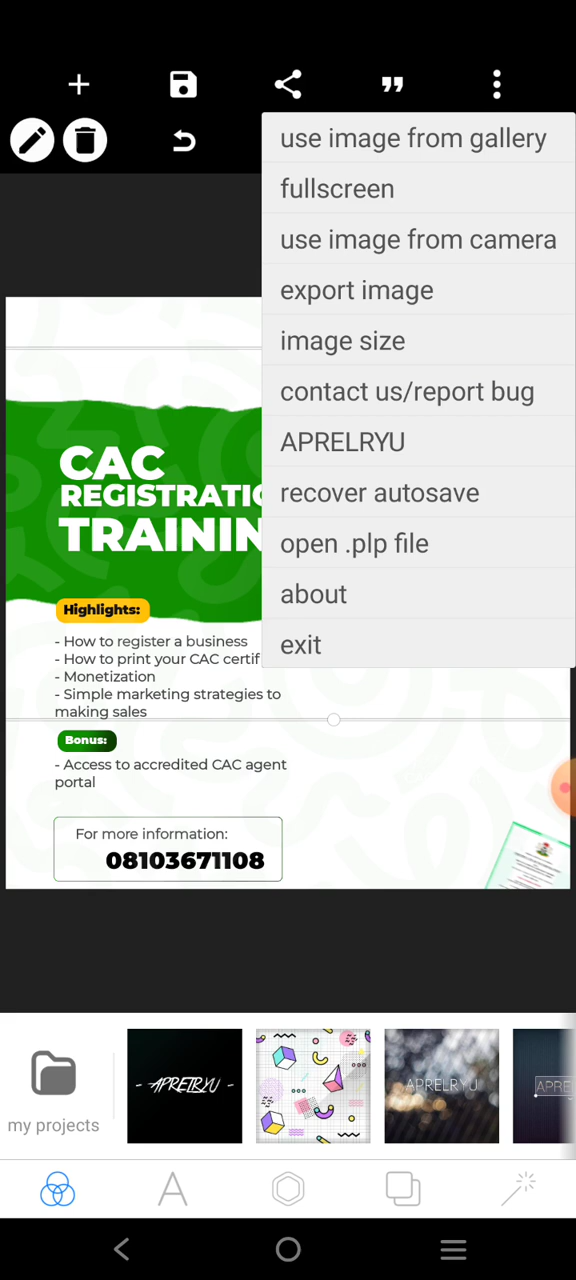 use image from gallery
fullscreen
use image from camera
export image
image size
contact us/report bug
APRELRYU
recover autosave
open .plp file
about
exit
CAC
REGISTRATIO
TRAININ
Highlights:
- How to register a business
- How to print your CAC certif
- Monetization
- Simple marketing strategies to
making sales
Bonus:
- Access to accredited CAC agent
portal
For more information:
08103671108
my projects
- APRELRYU -
APRELRYU
APRE